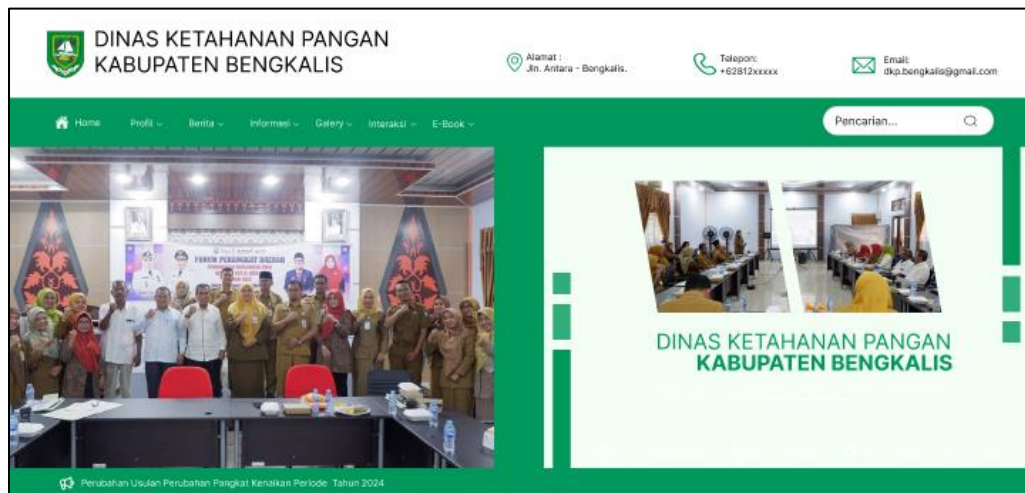 DINAS KETAHANAN PANGAN
KABUPATEN BENGKALIS
Alamat :
Jln. Antara - Bengkalis.
Telepon:
+62812xxxxx
Email:
dkp.bengkalis@gmail.com
Home Profil Berita Informasi Galery Interaksi E-Book
Pencarian...
FORUM PERANGKAT DAERAH
DINAS KETAHANAN PANGAN
KABUPATEN BENGKALIS
Perubahan Usulan Perubahan Pangkat Kenaikan Periode Tahun 2024